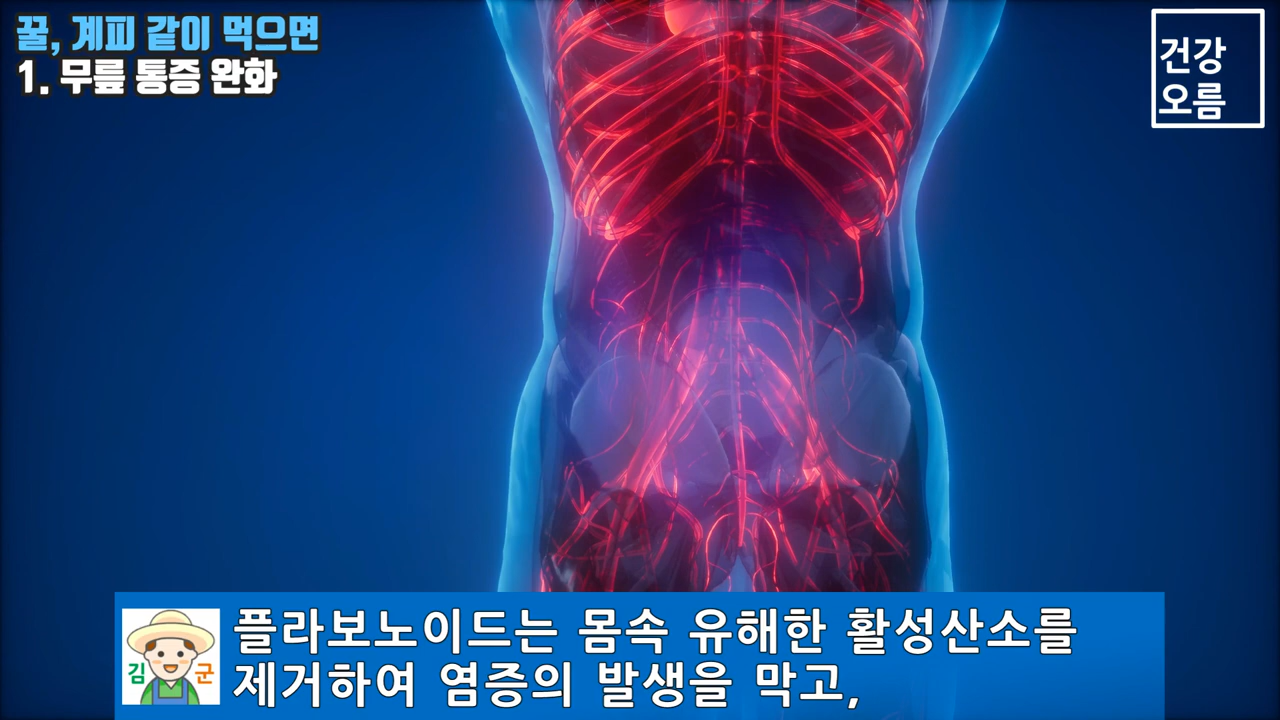 꿀, 계피 같이 먹으면
1. 무릎 통증 완화
건강
오름
김 군
플라보노이드는 몸속 유해한 활성산소를
제거하여 염증의 발생을 막고,